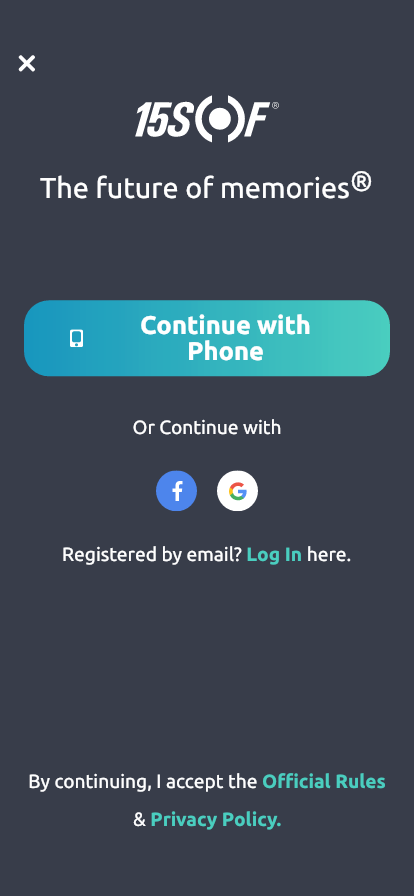 15SOF®
The future of memories®
Continue with
Phone
Or Continue with
Registered by email? Log In here.
By continuing, I accept the Official Rules
& Privacy Policy.